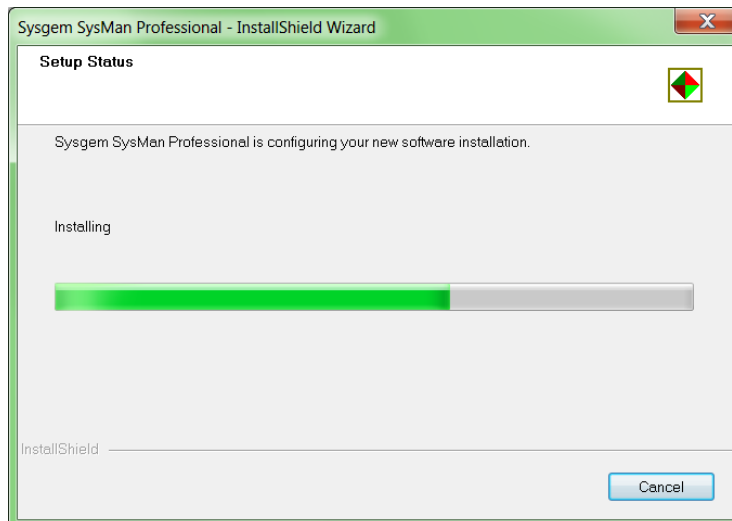 Sysgem SysMan Professional - InstallShield Wizard
Setup Status
Sysgem SysMan Professional is configuring your new software installation.
Installing
InstallShield
Cancel